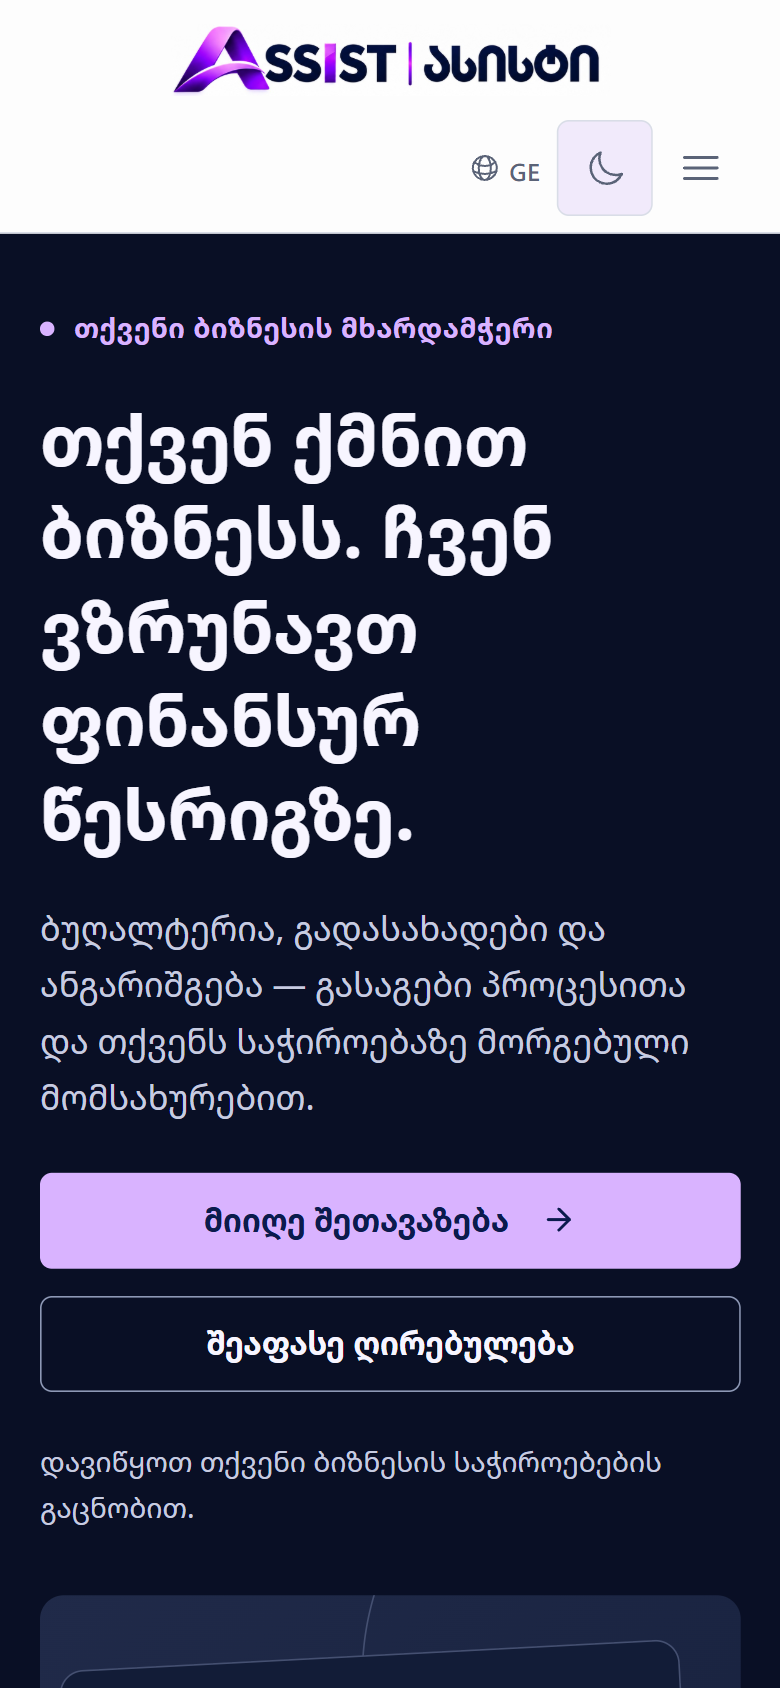 ASSIST | ასისტი
GE
თქვენი ბიზნესის მხარდამჭერი
თქვენ ქმნით
ბიზნესს. ჩვენ
ვზრუნავთ
ფინანსურ
წესრიგზე.
ბუღალტერია, გადასახადები და
ანგარიშგება — გასაგები პროცესითა
და თქვენს საჭიროებაზე მორგებული
მომსახურებით.
მიიღე შეთავაზება →
შეაფასე ღირებულება
დავიწყოთ თქვენი ბიზნესის საჭიროებების
გაცნობით.